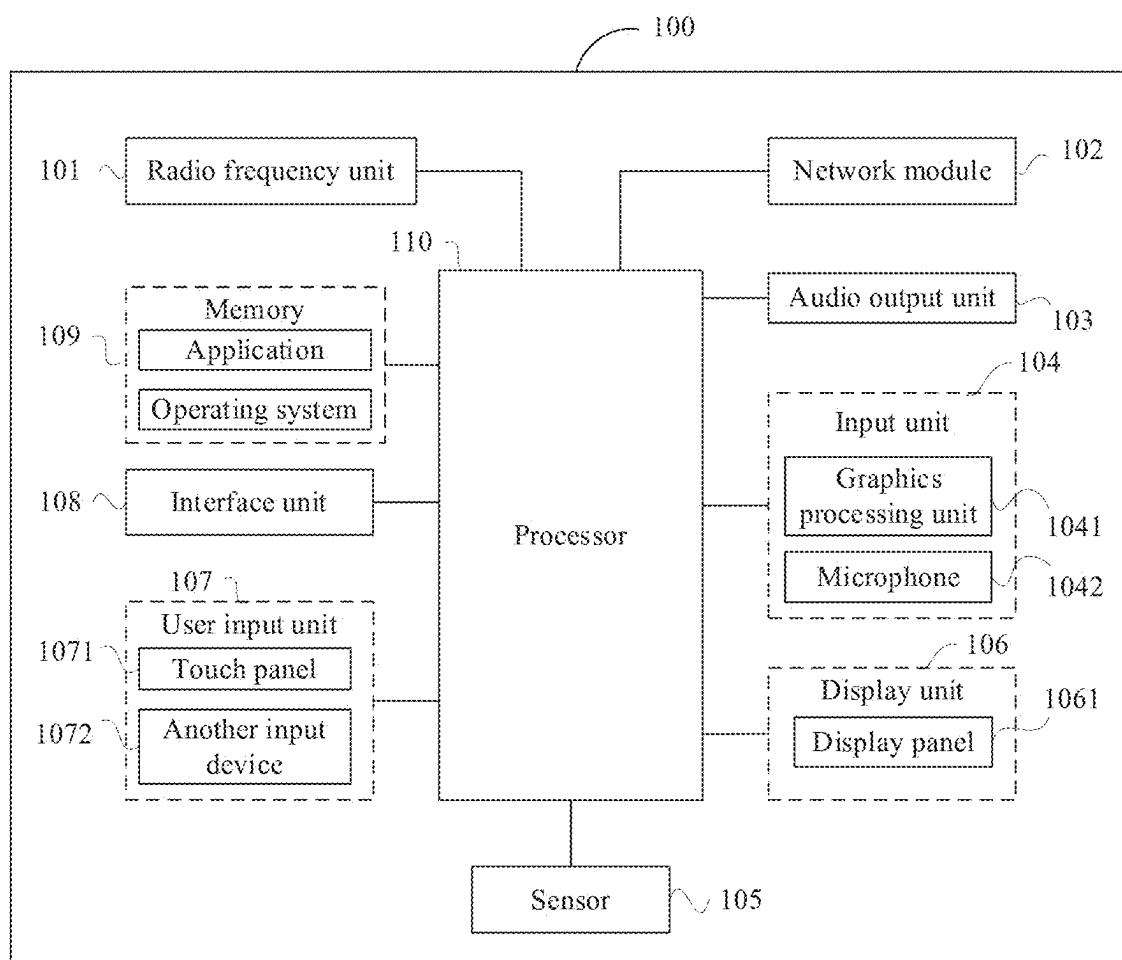 100
101
Radio frequency unit
Network module
102
110
Memory
109
Application
Operating system
Audio output unit
103
104
Input unit
Graphics
processing unit
1041
Microphone
1042
108
Interface unit
Processor
107
User input unit
1071
Touch panel
1072
Another input
device
106
Display unit
1061
Display panel
Sensor
105